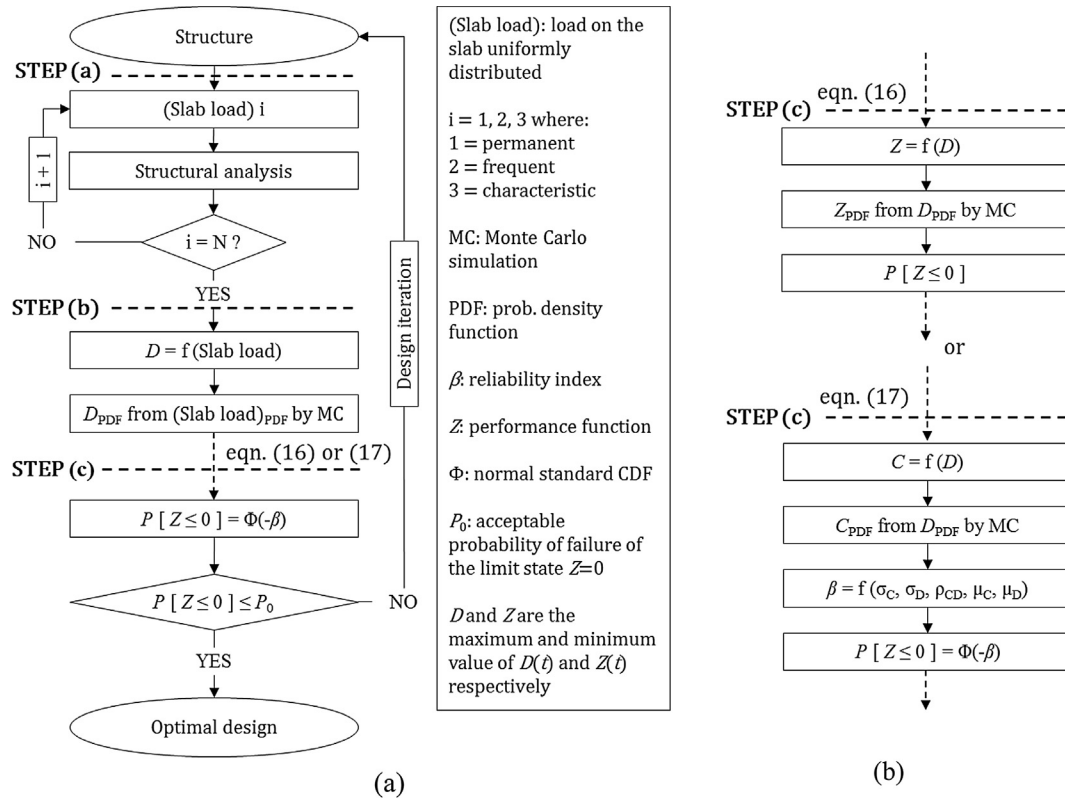 Structure
STEP (a)
(Slab load) i
i + 1
Structural analysis
NO
i = N ?
YES
STEP (b)
D = f (Slab load)
D_PDF from (Slab load)_PDF by MC
eqn. (16) or (17)
STEP (c)
P [ Z ≤ 0 ] = Φ(-β)
P [ Z ≤ 0 ] ≤ P₀
NO
YES
Optimal design
Design iteration
(Slab load): load on the
slab uniformly
distributed
i = 1, 2, 3 where:
1 = permanent
2 = frequent
3 = characteristic
MC: Monte Carlo
simulation
PDF: prob. density
function
β: reliability index
Z: performance function
Φ: normal standard CDF
P₀: acceptable
probability of failure of
the limit state Z=0
D and Z are the
maximum and minimum
value of D(t) and Z(t)
respectively
(a)
STEP (c)
eqn. (16)
Z = f (D)
Z_PDF from D_PDF by MC
P [ Z ≤ 0 ]
or
eqn. (17)
STEP (c)
C = f (D)
C_PDF from D_PDF by MC
β = f (σ_C, σ_D, ρ_CD, μ_C, μ_D)
P [ Z ≤ 0 ] = Φ(-β)
(b)